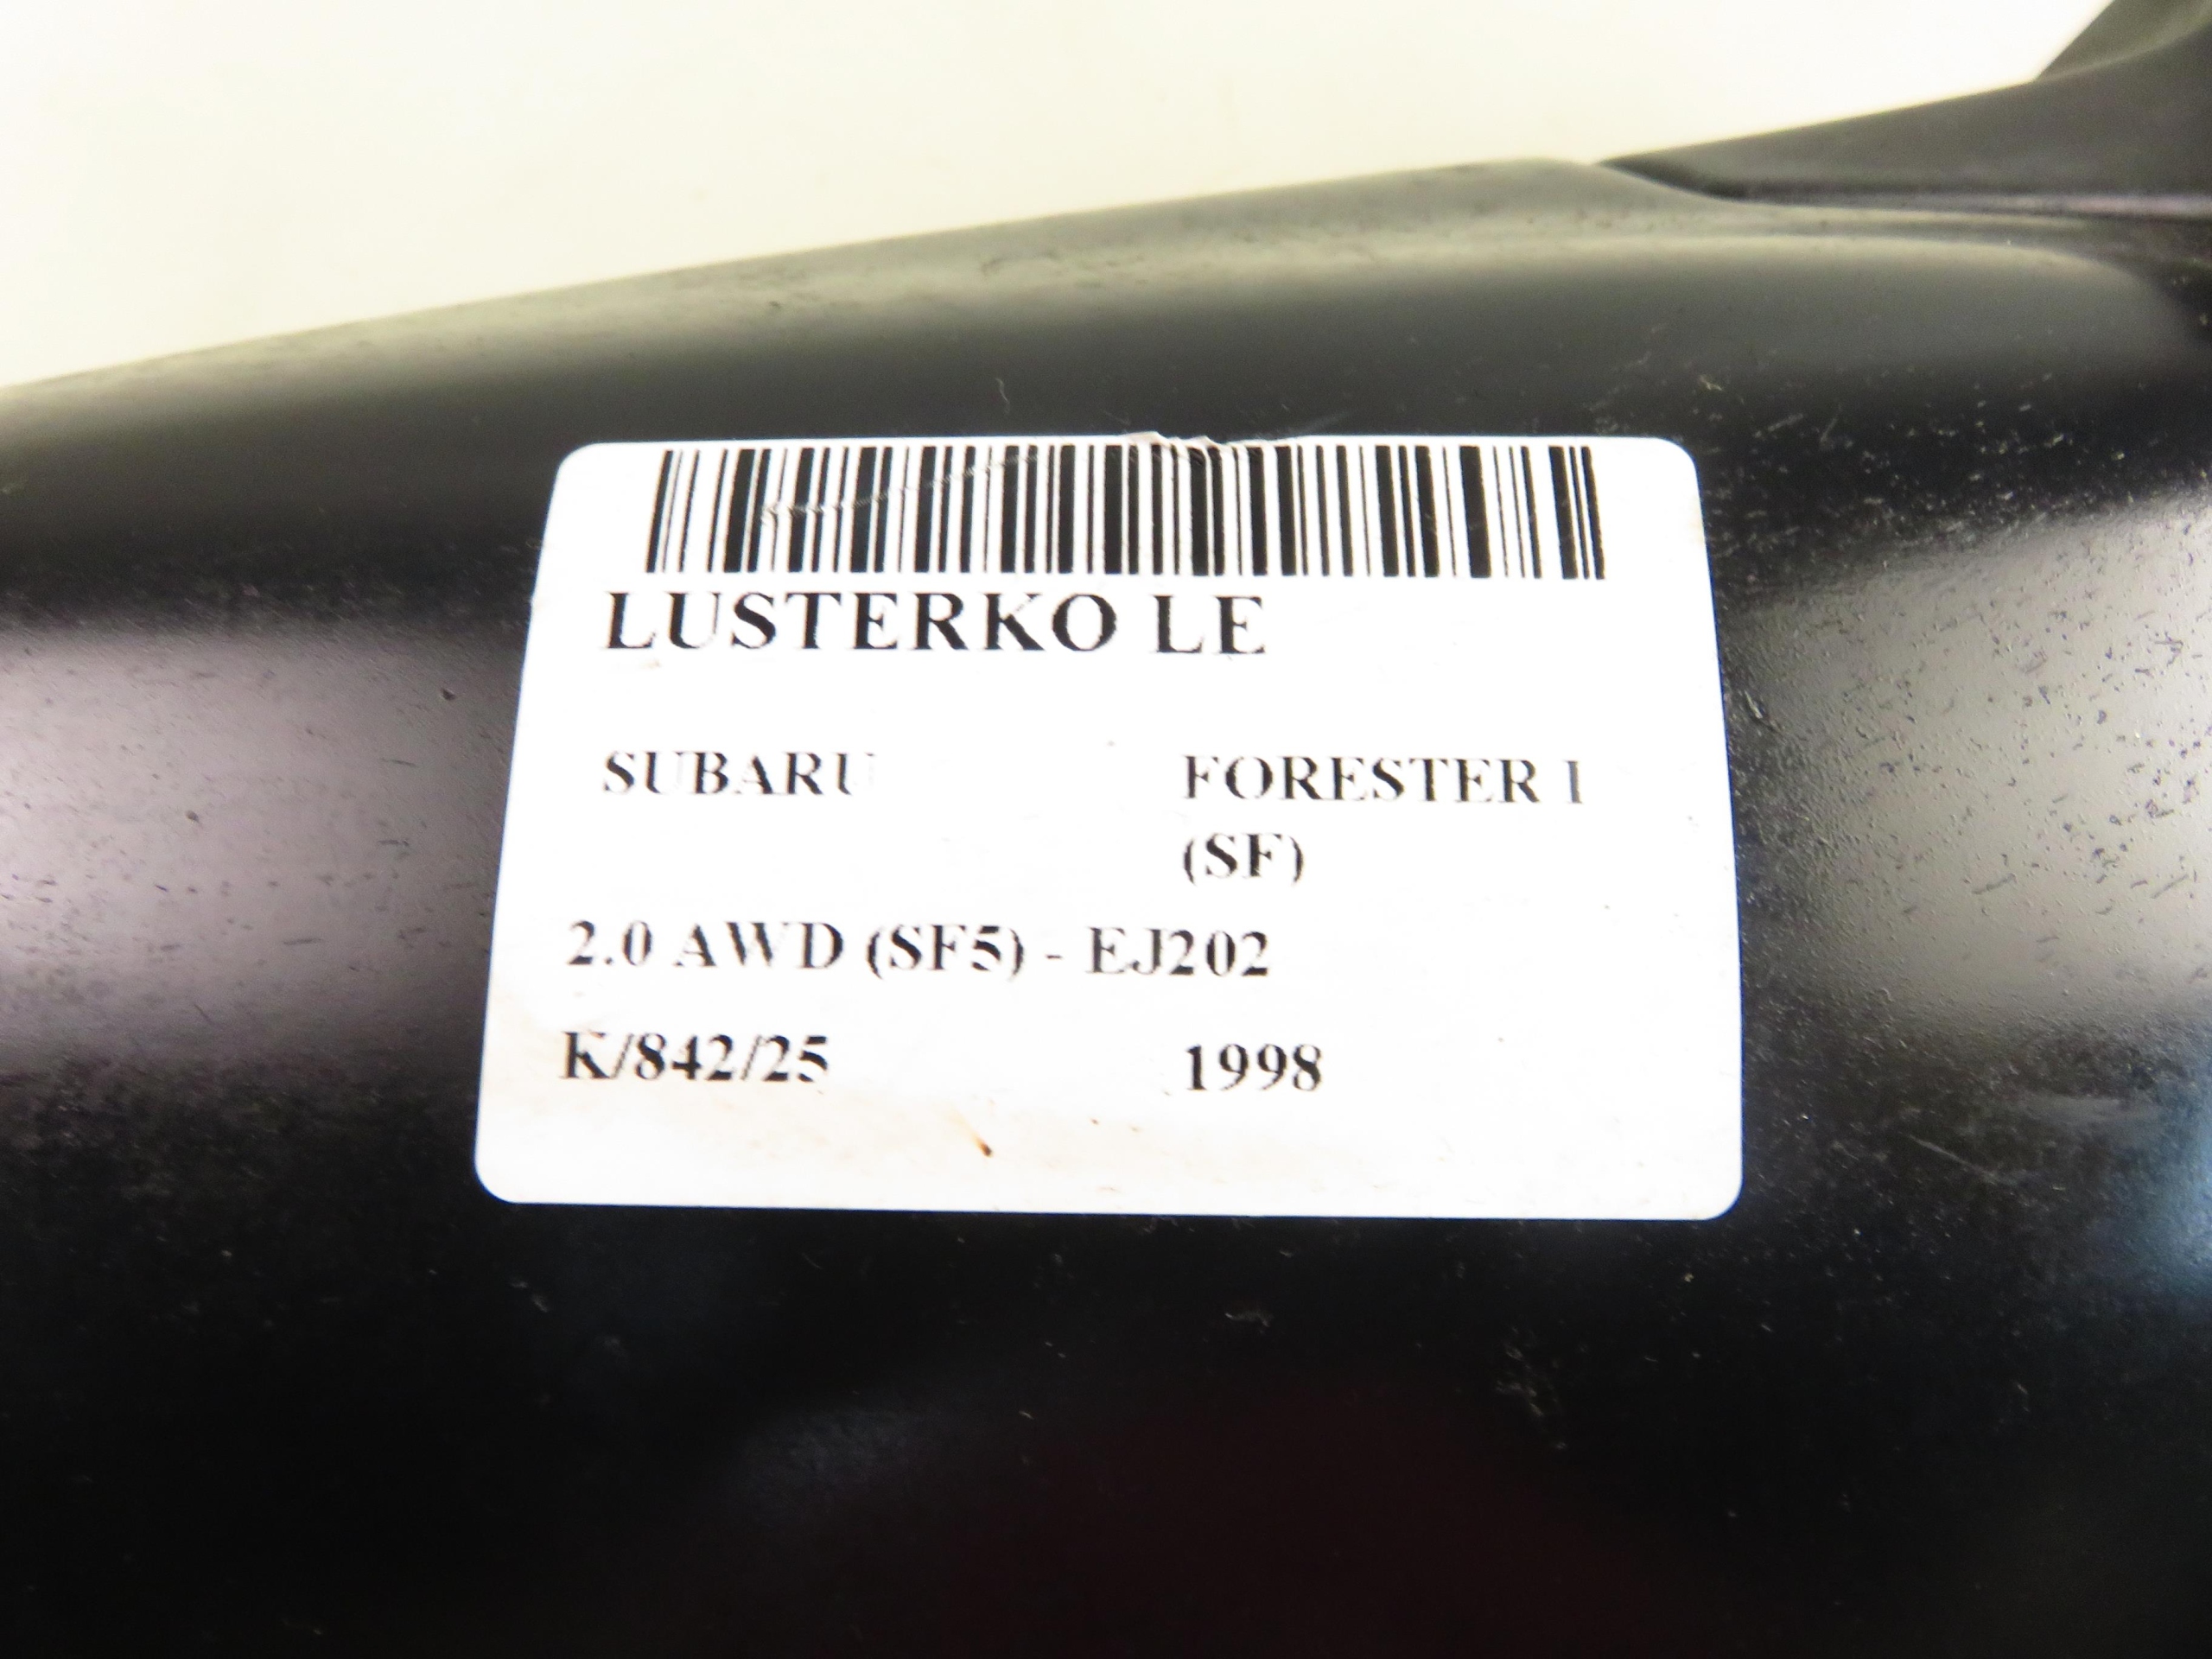 LUSTERKO LE
SUBARU FORESTER I
(SF)
2.0 AWD (SF5) - EJ202
K/842/25 1998